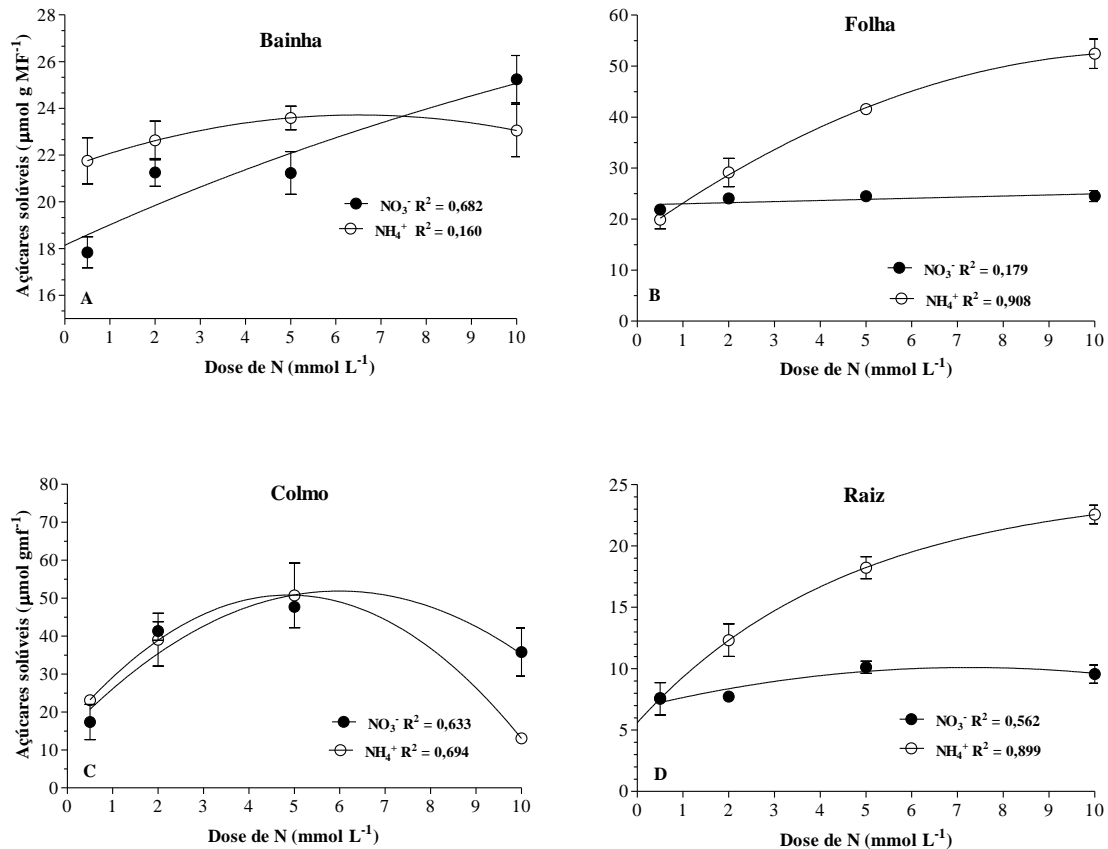 Bainha
Açúcares solúveis (µmol g MF⁻¹)
28
26
24
22
20
18
16
NO₃⁻ R² = 0,682
NH₄⁺ R² = 0,160
A
0 1 2 3 4 5 6 7 8 9 10
Dose de N (mmol L⁻¹)
Folha
60
50
40
30
20
10
0
NO₃⁻ R² = 0,179
NH₄⁺ R² = 0,908
B
0 1 2 3 4 5 6 7 8 9 10
Dose de N (mmol L⁻¹)
Colmo
Açúcares solúveis (µmol gmf⁻¹)
80
70
60
50
40
30
20
10
0
NO₃⁻ R² = 0,633
NH₄⁺ R² = 0,694
C
0 1 2 3 4 5 6 7 8 9 10
Dose de N (mmol L⁻¹)
Raiz
25
20
15
10
5
0
NO₃⁻ R² = 0,562
NH₄⁺ R² = 0,899
D
0 1 2 3 4 5 6 7 8 9 10
Dose de N (mmol L⁻¹)